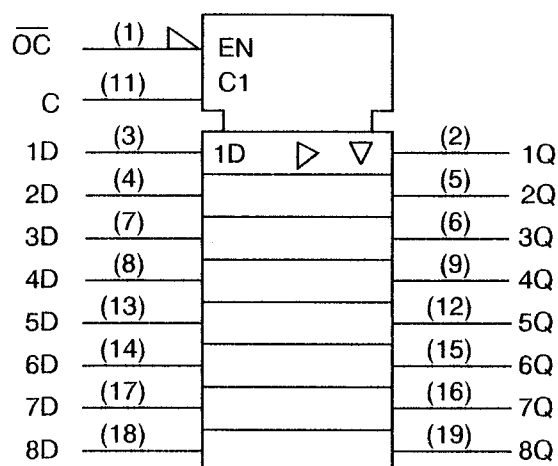 OC (1) EN
C (11) C1
1D (3) 1D (2) 1Q
2D (4) (5) 2Q
3D (7) (6) 3Q
4D (8) (9) 4Q
5D (13) (12) 5Q
6D (14) (15) 6Q
7D (17) (16) 7Q
8D (18) (19) 8Q